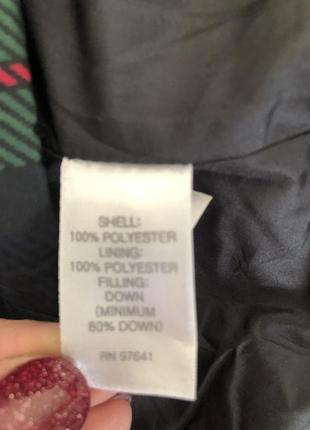 SHELL:
100% POLYESTER
LINING:
100% POLYESTER
FILLING:
DOWN
(MINIMUM
80% DOWN)
RN 97641